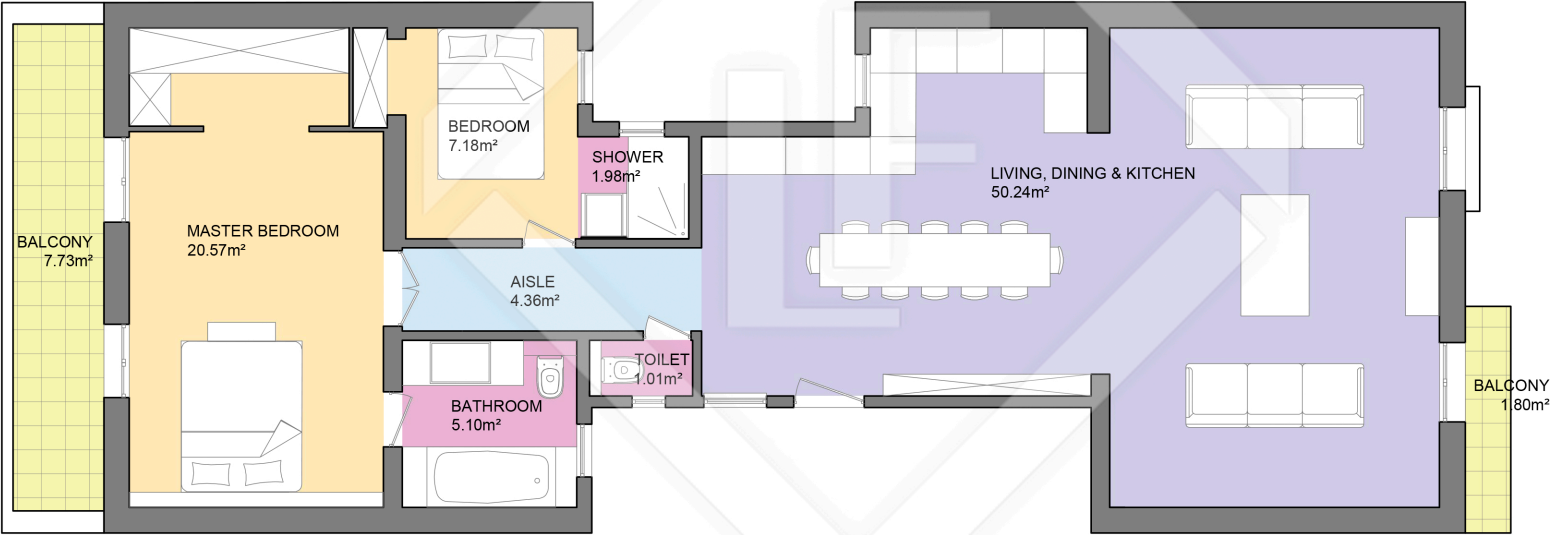 BALCONY
7.73m²
MASTER BEDROOM
20.57m²
BEDROOM
7.18m²
SHOWER
1.98m²
AISLE
4.36m²
TOILET
1.01m²
BATHROOM
5.10m²
LIVING, DINING & KITCHEN
50.24m²
BALCONY
1.80m²